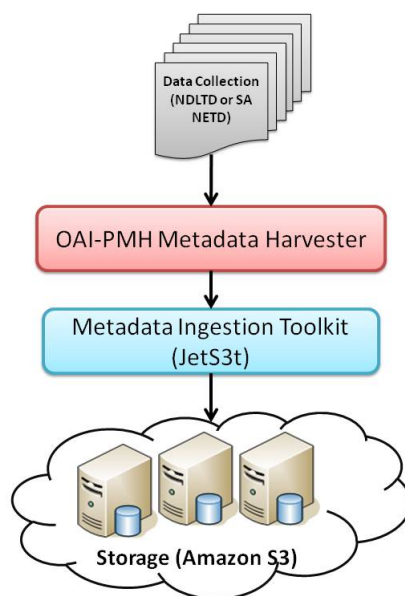 Data Collection
(NDLTD or SA
NETD)
OAI-PMH Metadata Harvester
Metadata Ingestion Toolkit
(JetS3t)
Storage (Amazon S3)